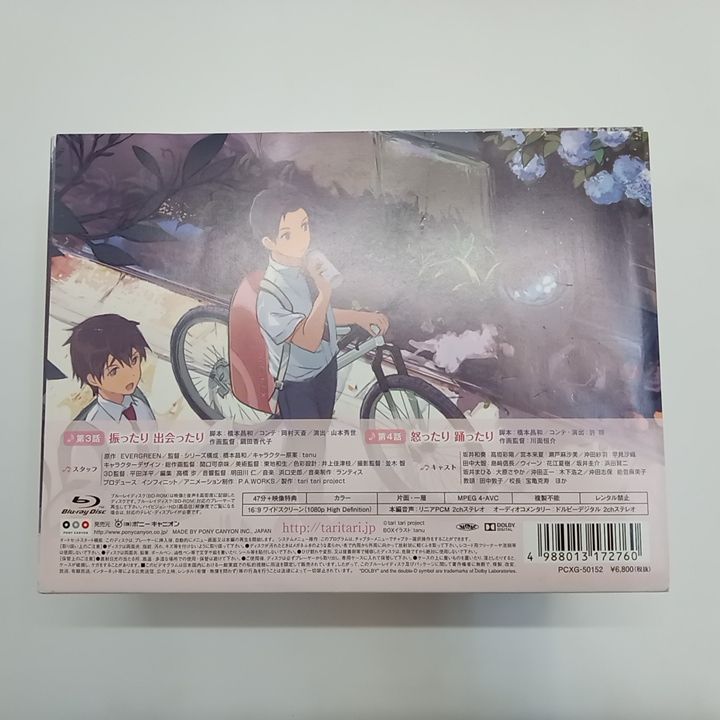 第3話 振ったり 出会ったり 脚本・橋本昌和／コンテ・岡村天斎／演出・山本秀世
作画監督・鍋田香代子
第4話 怒ったり 踊ったり 脚本・橋本昌和／コンテ・演出・許 琮
作画監督・川面恒介
スタッフ
原作 EVERGREEN／監督・シリーズ構成・橋本昌和／キャラクター原案・tanu
キャラクターデザイン・総作画監督・関口可奈味／美術監督・東地和生／色彩設計・井上佳津枝／撮影監督・並木 智
3D監督・平田洋平／編集・高橋 歩／音響監督・明田川 仁／音楽・浜口史郎／音楽制作・ランティス
プロデュース・インフィニット／アニメーション制作・P.A.WORKS／製作・tari tari project
キャスト
坂井和奏・高垣彩陽／宮本来夏・瀬戸麻沙美／沖田紗羽・早見沙織
田中大智・島﨑信長／ウィーン・花江夏樹／坂井圭介・浜田賢二
坂井まひる・大原さやか／沖田正一・木下浩之／沖田志保・能登麻美子
教頭・田中敦子／校長・宝亀克寿 ほか
Blu-ray Disc
47分＋映像特典 カラー 片面・一層 MPEG 4-AVC 複製不能 レンタル禁止
16:9 ワイドスクリーン(1080p High Definition) 本編音声:リニアPCM 2chステレオ オーディオコメンタリー:ドルビーデジタル 2chステレオ
PONY CANYON
発売元 (株)ポニーキャニオン
MADE BY PONY CANYON INC., JAPAN
http://taritari.jp
©tari tari project
BOXイラスト:tanu
DOLBY DIGITAL
4 988013 172760
PCXG-50152 ¥6,800(税抜)
"DOLBY" and the double-D symbol are trademarks of Dolby Laboratories.